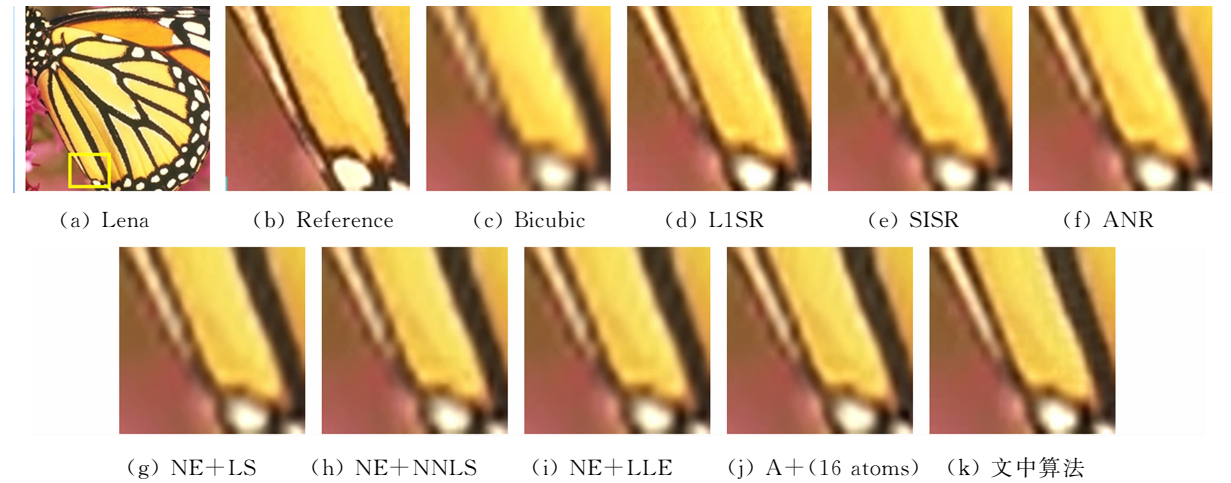 (a) Lena (b) Reference (c) Bicubic (d) L1SR (e) SISR (f) ANR
(g) NE+LS (h) NE+NNLS (i) NE+LLE (j) A+(16 atoms) (k) 文中算法